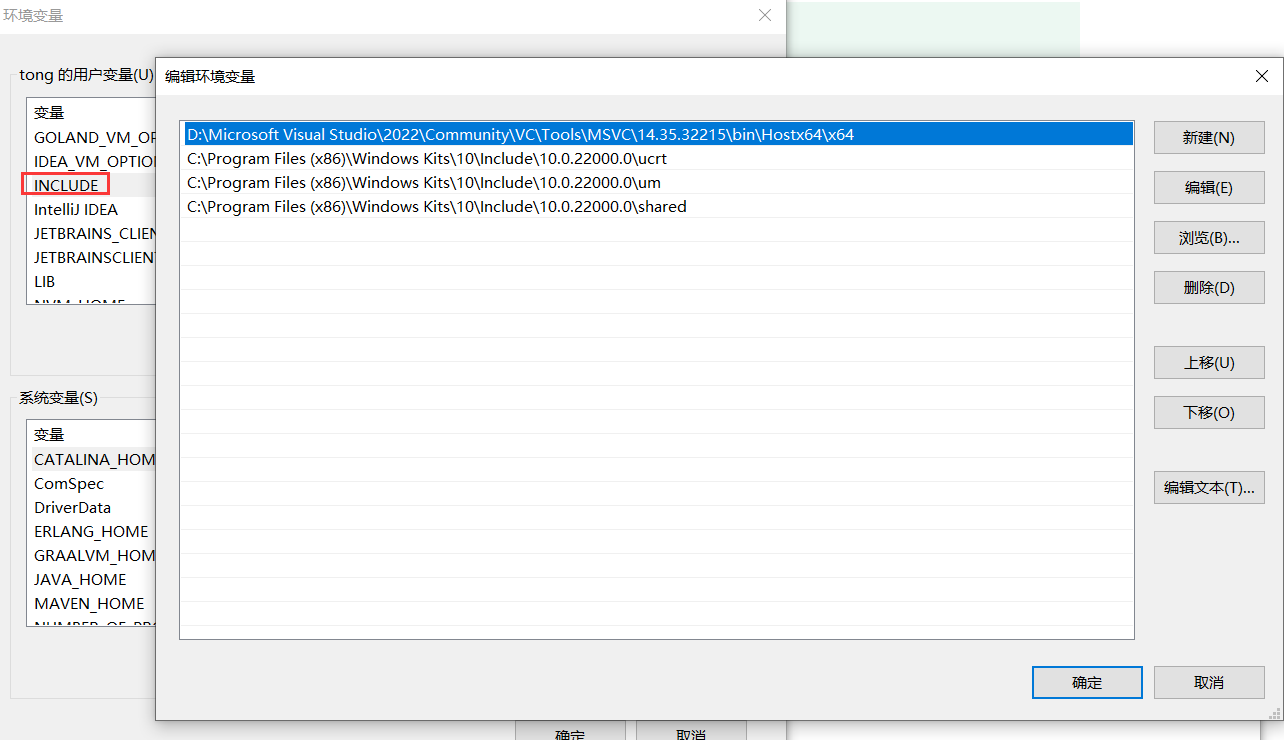 环境变量
tong 的用户变量(U)
变量
GOLAND_VM_OP
IDEA_VM_OPTIO
INCLUDE
IntelliJ IDEA
JETBRAINS_CLIEN
JETBRAINSCLIENT
LIB
NVM_HOME
系统变量(S)
变量
CATALINA_HOM
ComSpec
DriverData
ERLANG_HOME
GRAALVM_HOM
JAVA_HOME
MAVEN_HOME
NUMBER_OF_PRO
确定
取消
编辑环境变量
D:\Microsoft Visual Studio\2022\Community\VC\Tools\MSVC\14.35.32215\bin\Hostx64\x64
C:\Program Files (x86)\Windows Kits\10\Include\10.0.22000.0\ucrt
C:\Program Files (x86)\Windows Kits\10\Include\10.0.22000.0\um
C:\Program Files (x86)\Windows Kits\10\Include\10.0.22000.0\shared
新建(N)
编辑(E)
浏览(B)...
删除(D)
上移(U)
下移(O)
编辑文本(T)...
确定
取消